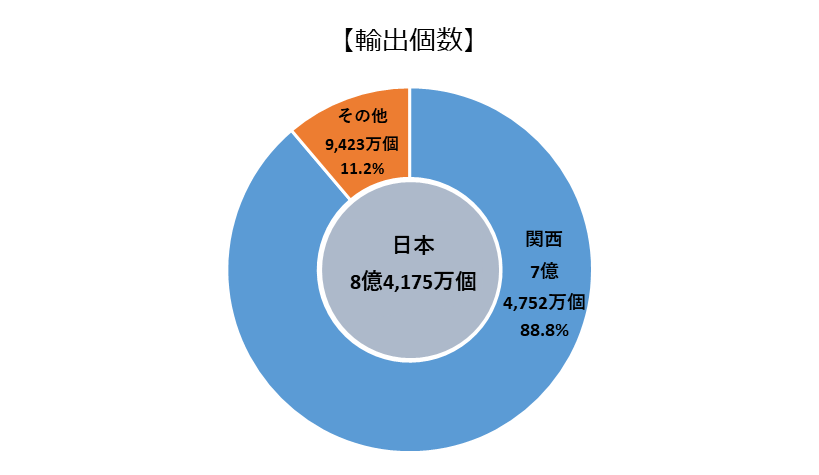 【輸出個数】
その他
9,423万個
11.2%
日本
8億4,175万個
関西
7億
4,752万個
88.8%